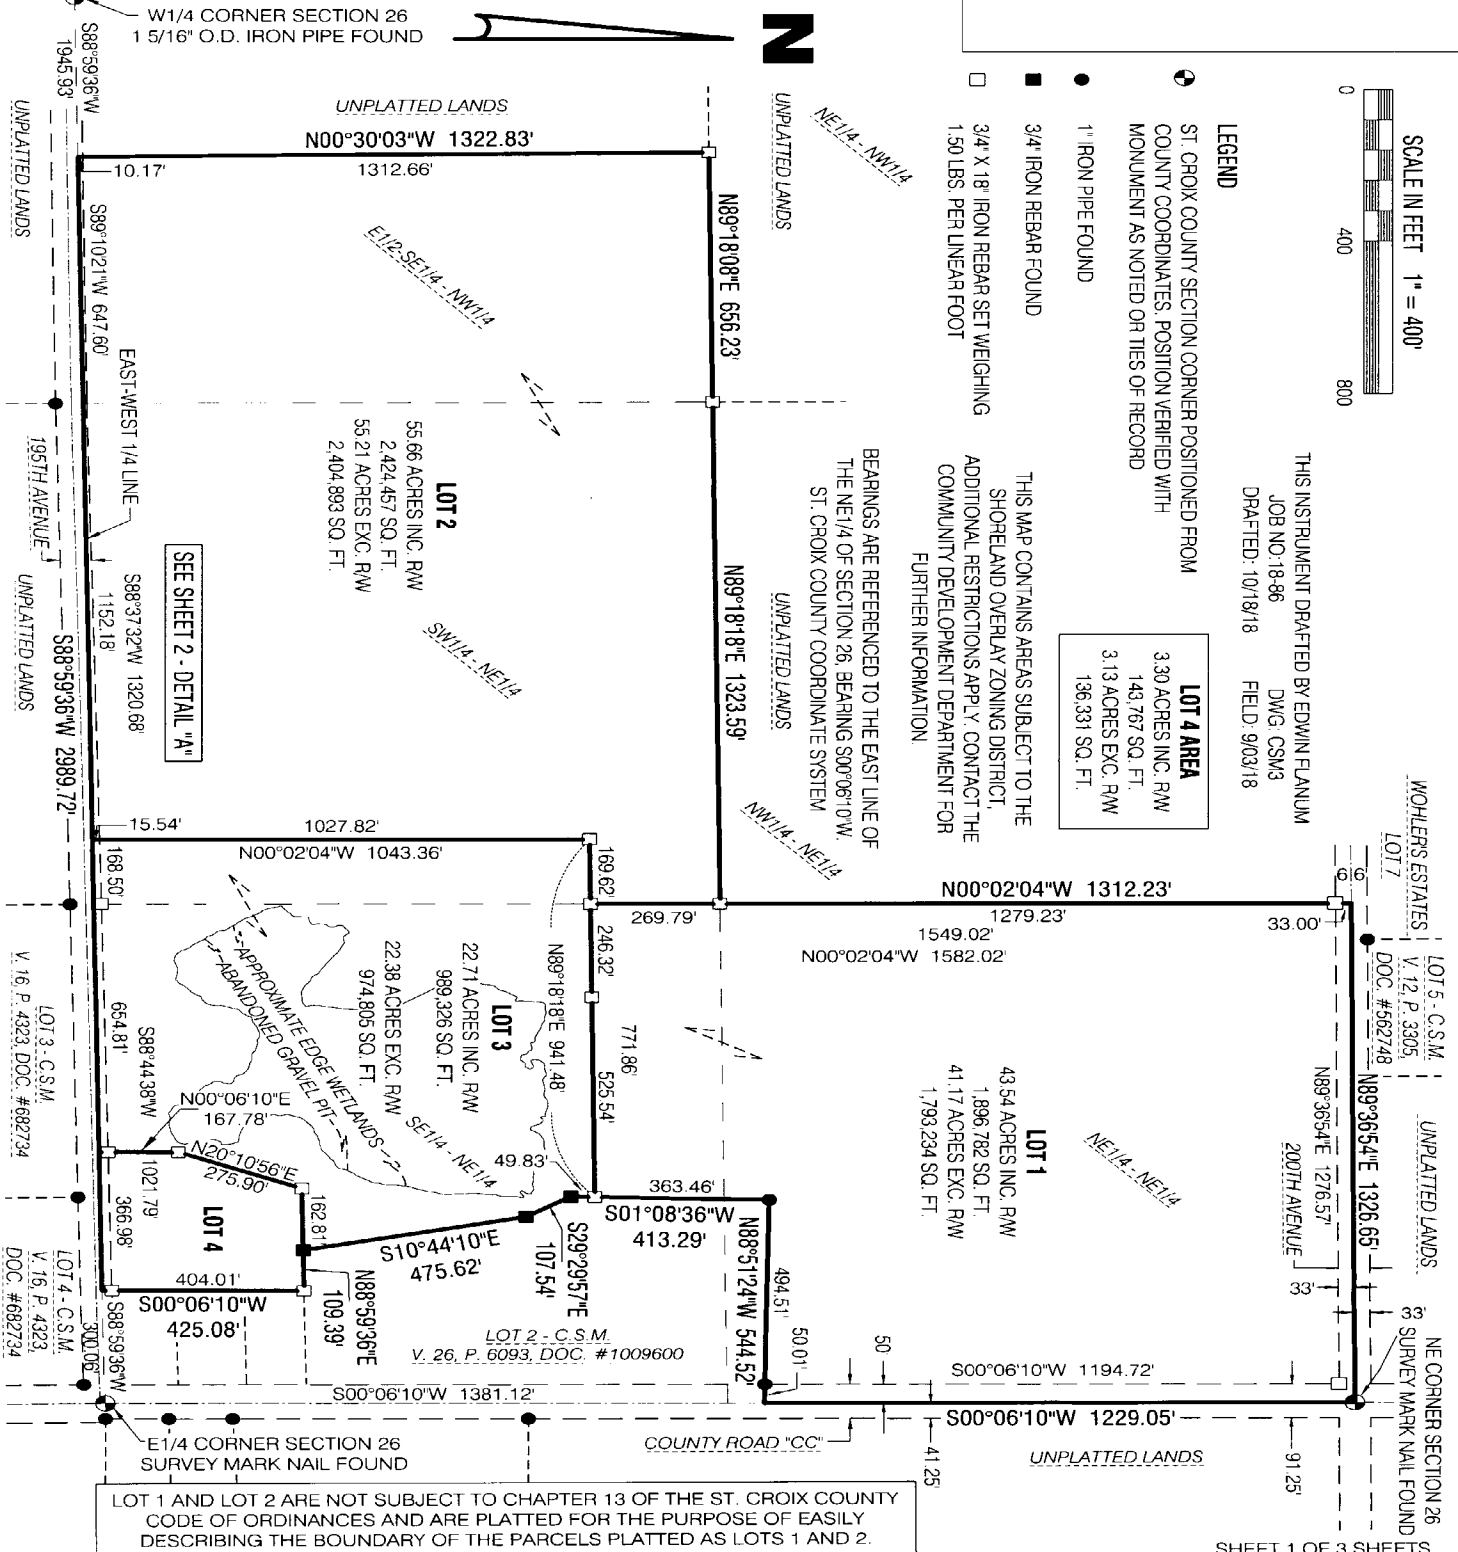 W1/4 CORNER SECTION 26
1 5/16" O.D. IRON PIPE FOUND
N
SCALE IN FEET 1" = 400'
0
400
800
LEGEND
ST. CROIX COUNTY SECTION CORNER POSITIONED FROM
COUNTY COORDINATES. POSITION VERIFIED WITH
MONUMENT AS NOTED OR TIES OF RECORD
1" IRON PIPE FOUND
3/4" IRON REBAR FOUND
3/4" X 18" IRON REBAR SET WEIGHING
1.50 LBS. PER LINEAR FOOT
THIS INSTRUMENT DRAFTED BY EDWIN FLANUM
JOB NO:18-86 DWG: CSM3
DRAFTED: 10/18/18 FIELD: 9/03/18
LOT 4 AREA
3.30 ACRES INC. R/W
143,767 SQ. FT.
3.13 ACRES EXC. R/W
136,331 SQ. FT.
THIS MAP CONTAINS AREAS SUBJECT TO THE
SHORELAND OVERLAY ZONING DISTRICT,
ADDITIONAL RESTRICTIONS APPLY. CONTACT THE
COMMUNITY DEVELOPMENT DEPARTMENT FOR
FURTHER INFORMATION.
BEARINGS ARE REFERENCED TO THE EAST LINE OF
THE NE1/4 OF SECTION 26, BEARING S00°06'10"W.
ST. CROIX COUNTY COORDINATE SYSTEM
S88°59'36"W
1945.93'
UNPLATTED LANDS
UNPLATTED LANDS
N00°30'03"W 1322.83'
1312.66'
10.17'
S89°10'21"W 647.60'
E1/2-SE1/4 - NW1/4
N89°18'08"E 656.23'
UNPLATTED LANDS
NE1/4 - NW1/4
EAST-WEST 1/4 LINE
195TH AVENUE
UNPLATTED LANDS
S88°59'36"W 2989.72'
S88°37'32"W 1320.68'
1152.18'
SEE SHEET 2 - DETAIL "A"
LOT 2
55.66 ACRES INC. R/W
2,424,457 SQ. FT.
55.21 ACRES EXC. R/W
2,404,893 SQ. FT.
SW1/4 - NE1/4
N89°18'18"E 1323.59'
UNPLATTED LANDS
NW1/4 - NE1/4
15.54'
1027.82'
N00°02'04"W 1043.36'
168.50'
169.62'
269.79'
N00°02'04"W 1312.23'
1279.23'
1549.02'
N00°02'04"W 1582.02'
33.00'
66
WOHLER'S ESTATES
LOT 7
LOT 5 - C.S.M.
V. 12, P. 3305,
DOC. #562748
UNPLATTED LANDS
N89°36'54"E 1326.65'
N89°36'54"E 1276.57'
200TH AVENUE
33'
33'
NE CORNER SECTION 26
SURVEY MARK NAIL FOUND
246.32'
N89°18'18"E 941.48'
771.86'
525.54'
LOT 3
22.71 ACRES INC. R/W
989,326 SQ. FT.
22.38 ACRES EXC. R/W
974,805 SQ. FT.
APPROXIMATE EDGE WETLANDS
ABANDONED GRAVEL PIT
SE1/4 - NE1/4
654.81'
S88°44'38"W
1021.79'
366.98'
LOT 3 - C.S.M.
V. 16, P. 4323, DOC. #682734
N00°06'10"E
167.78'
N20°10'56"E
275.90'
162.81'
LOT 4
404.01'
S00°06'10"W
425.08'
N88°59'36"E
109.39'
S10°44'10"E
475.62'
S29°29'57"E
107.54'
49.83'
363.46'
S01°08'36"W
413.29'
N88°51'24"W 544.52'
494.51'
50.01'
LOT 1
43.54 ACRES INC. R/W
1,896,782 SQ. FT.
41.17 ACRES EXC. R/W
1,793,234 SQ. FT.
NE1/4 - NE1/4
LOT 2 - C.S.M.
V. 26, P. 6093, DOC. #1009600
LOT 4 - C.S.M.
V. 16, P. 4323,
DOC. #682734
S88°59'36"W
300.06'
S00°06'10"W 1381.12'
50
S00°06'10"W 1194.72'
S00°06'10"W 1229.05'
COUNTY ROAD "CC"
41.25'
UNPLATTED LANDS
91.25'
E1/4 CORNER SECTION 26
SURVEY MARK NAIL FOUND
LOT 1 AND LOT 2 ARE NOT SUBJECT TO CHAPTER 13 OF THE ST. CROIX COUNTY
CODE OF ORDINANCES AND ARE PLATTED FOR THE PURPOSE OF EASILY
DESCRIBING THE BOUNDARY OF THE PARCELS PLATTED AS LOTS 1 AND 2.
SHEET 1 OF 3 SHEETS